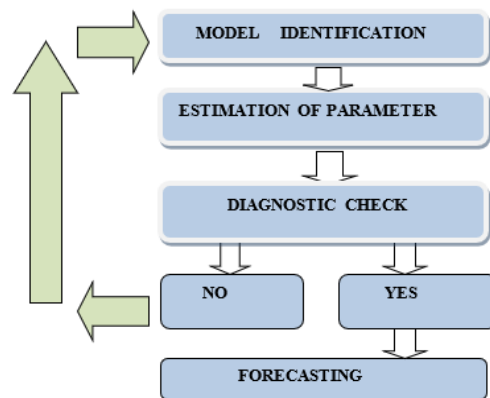 MODEL IDENTIFICATION
ESTIMATION OF PARAMETER
DIAGNOSTIC CHECK
NO
YES
FORECASTING